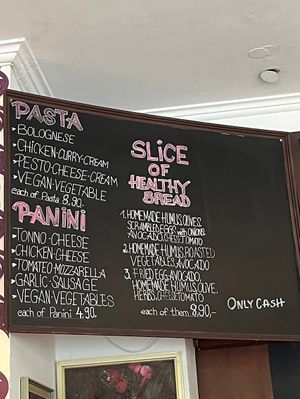 PASTA
▸BOLOGNESE
▸CHICKEN-CURRY-CREAM
▸PESTO-CHEESE-CREAM
▸VEGAN-VEGETABLE
each of Pasta 8,90.-
PANINI
▸TONNO-CHEESE
▸CHICKEN-CHEESE
▸TOMATEO-MOZZARELLA
▸GARLIC-SAUSAGE
▸VEGAN-VEGETABLES
each of Panini 4,90.-
SLICE
OF
HEALTHY
BREAD
1. HOMEMADE HUMUS, OLIVES,
SCRAMBLED EGGS with ONIONS
AVOCADO, CHEESE, TOMATO
2. HOMEMADE HUMUS, ROASTED
VEGETABLES, AVOCADO
3. FRIED EGG, AVOCADO,
HOMEMADE HUMUS, OLIVE,
HERBS, CHEESE, TOMATO
each of them 8,90.-
ONLY CASH